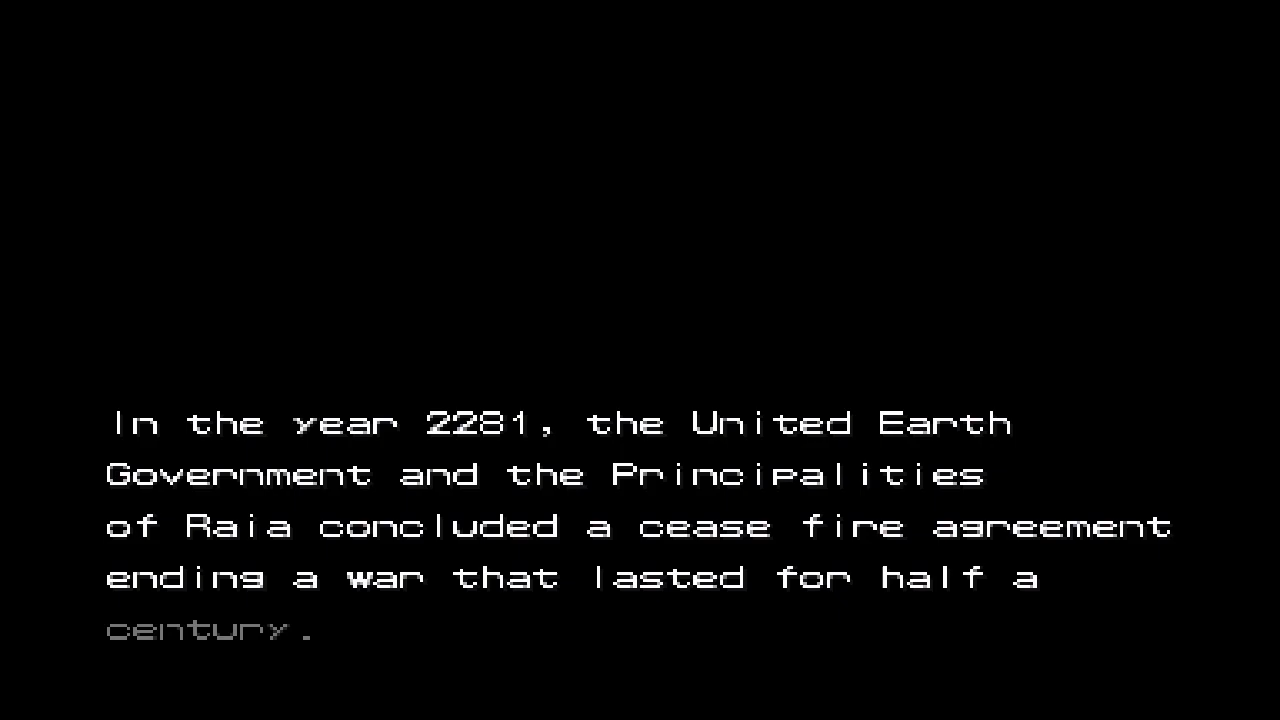 In the year 2281, the United Earth
Government and the Principalities
of Raia concluded a cease fire agreement
ending a war that lasted for half a
century.